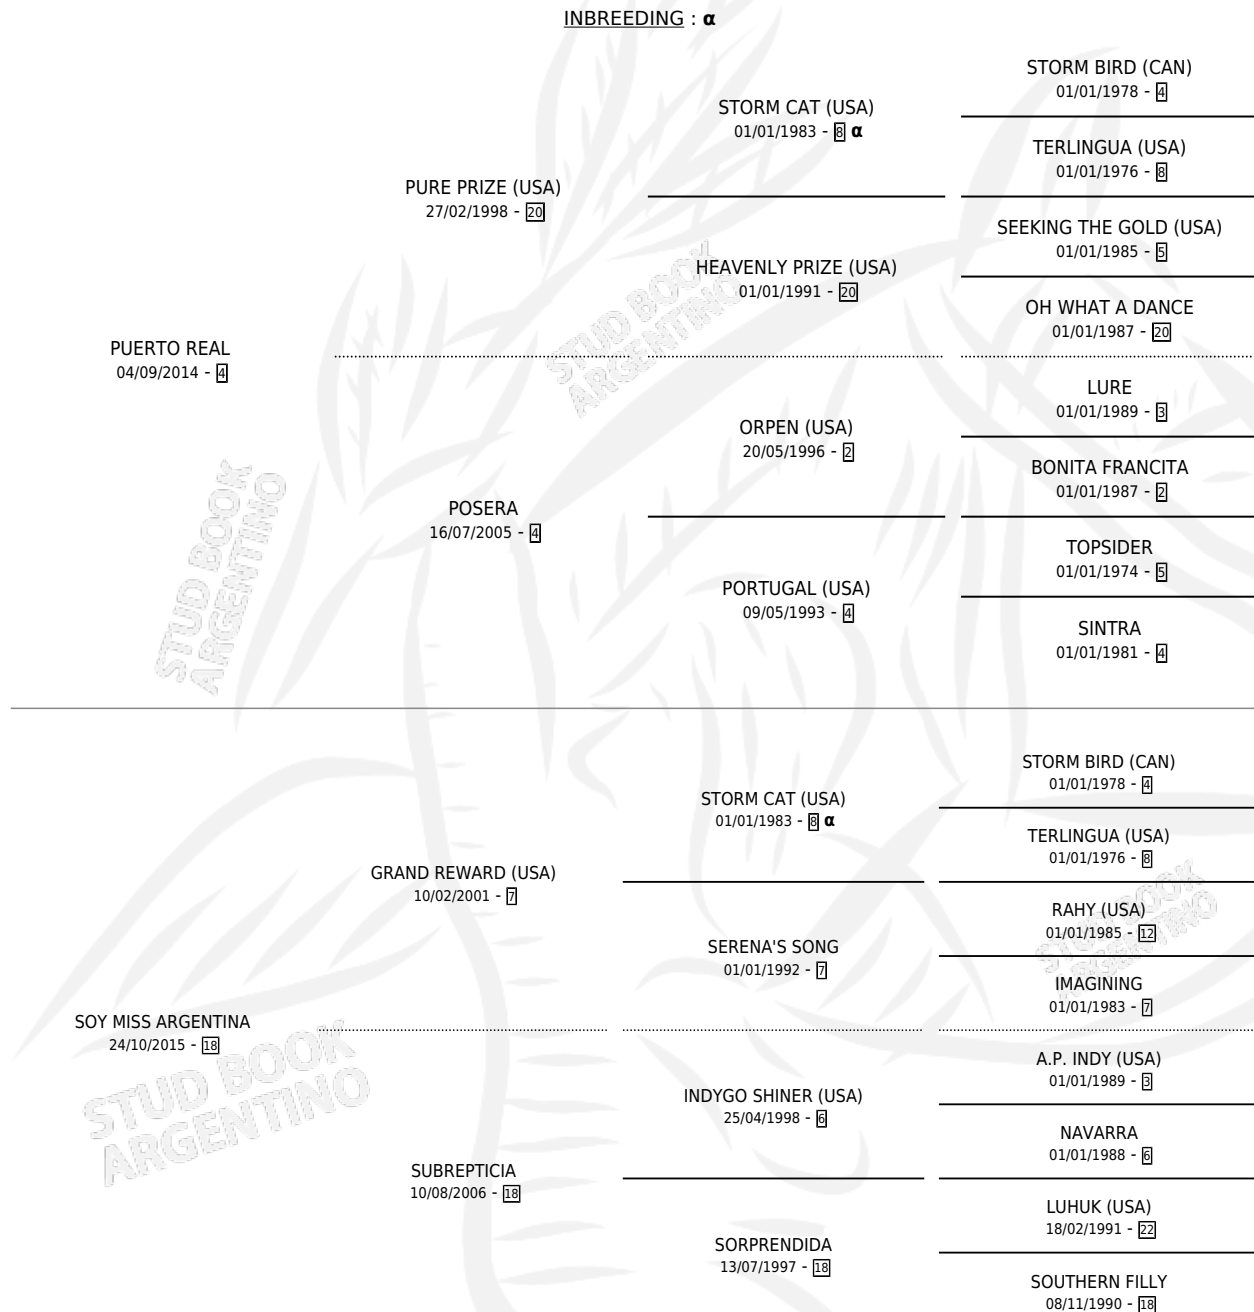 INBREEDING : α
STORM BIRD (CAN)
01/01/1978 - 4
STORM CAT (USA)
01/01/1983 - 8 α
TERLINGUA (USA)
01/01/1976 - 8
PURE PRIZE (USA)
27/02/1998 - 20
SEEKING THE GOLD (USA)
01/01/1985 - 5
HEAVENLY PRIZE (USA)
01/01/1991 - 20
OH WHAT A DANCE
01/01/1987 - 20
PUERTO REAL
04/09/2014 - 4
LURE
01/01/1989 - 3
ORPEN (USA)
20/05/1996 - 2
BONITA FRANCITA
01/01/1987 - 2
POSERA
16/07/2005 - 4
TOPSIDER
01/01/1974 - 5
PORTUGAL (USA)
09/05/1993 - 4
SINTRA
01/01/1981 - 4
STORM BIRD (CAN)
01/01/1978 - 4
STORM CAT (USA)
01/01/1983 - 8 α
TERLINGUA (USA)
01/01/1976 - 8
GRAND REWARD (USA)
10/02/2001 - 7
RAHY (USA)
01/01/1985 - 12
SERENA'S SONG
01/01/1992 - 7
IMAGINING
01/01/1983 - 7
SOY MISS ARGENTINA
24/10/2015 - 18
A.P. INDY (USA)
01/01/1989 - 3
INDYGO SHINER (USA)
25/04/1998 - 6
NAVARRA
01/01/1988 - 6
SUBREPTICIA
10/08/2006 - 18
LUHUK (USA)
18/02/1991 - 22
SORPRENDIDA
13/07/1997 - 18
SOUTHERN FILLY
08/11/1990 - 18
STUD BOOK
ARGENTINO
STUD BOOK
ARGENTINO
STUD BOOK
ARGENTINO
STUD BOOK
ARGENTINO